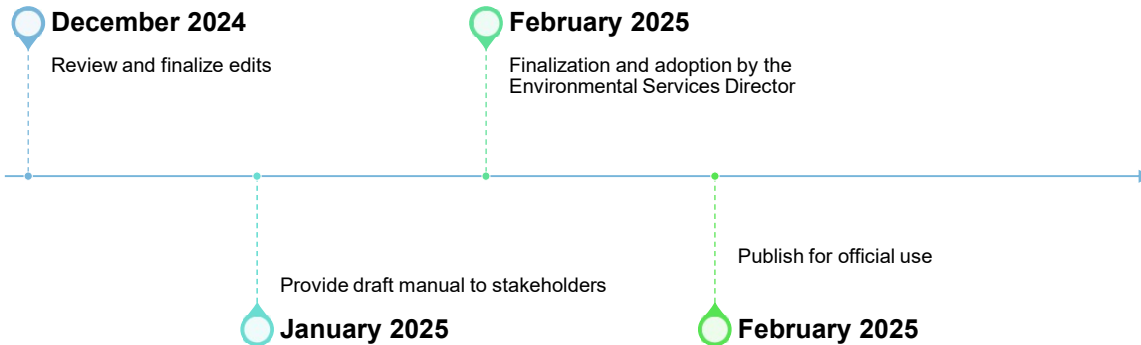 December 2024
Review and finalize edits
February 2025
Finalization and adoption by the
Environmental Services Director
Provide draft manual to stakeholders
January 2025
Publish for official use
February 2025